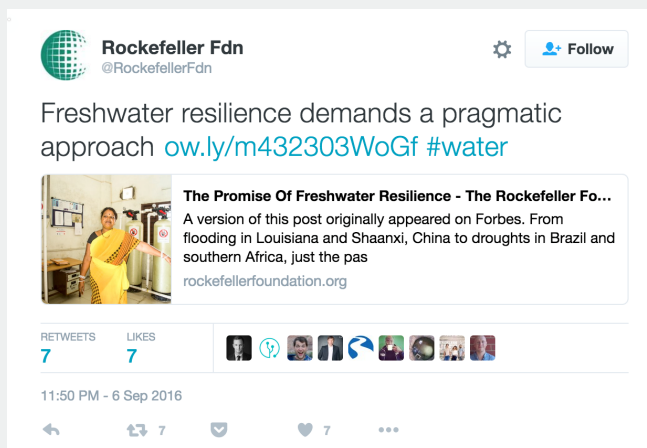 Rockefeller Fdn
@RockefellerFdn
Follow
Freshwater resilience demands a pragmatic
approach ow.ly/m432303WoGf #water
The Promise Of Freshwater Resilience - The Rockefeller Fo...
A version of this post originally appeared on Forbes. From
flooding in Louisiana and Shaanxi, China to droughts in Brazil and
southern Africa, just the pas
rockefellerfoundation.org
RETWEETS LIKES
7 7
11:50 PM - 6 Sep 2016
7 7